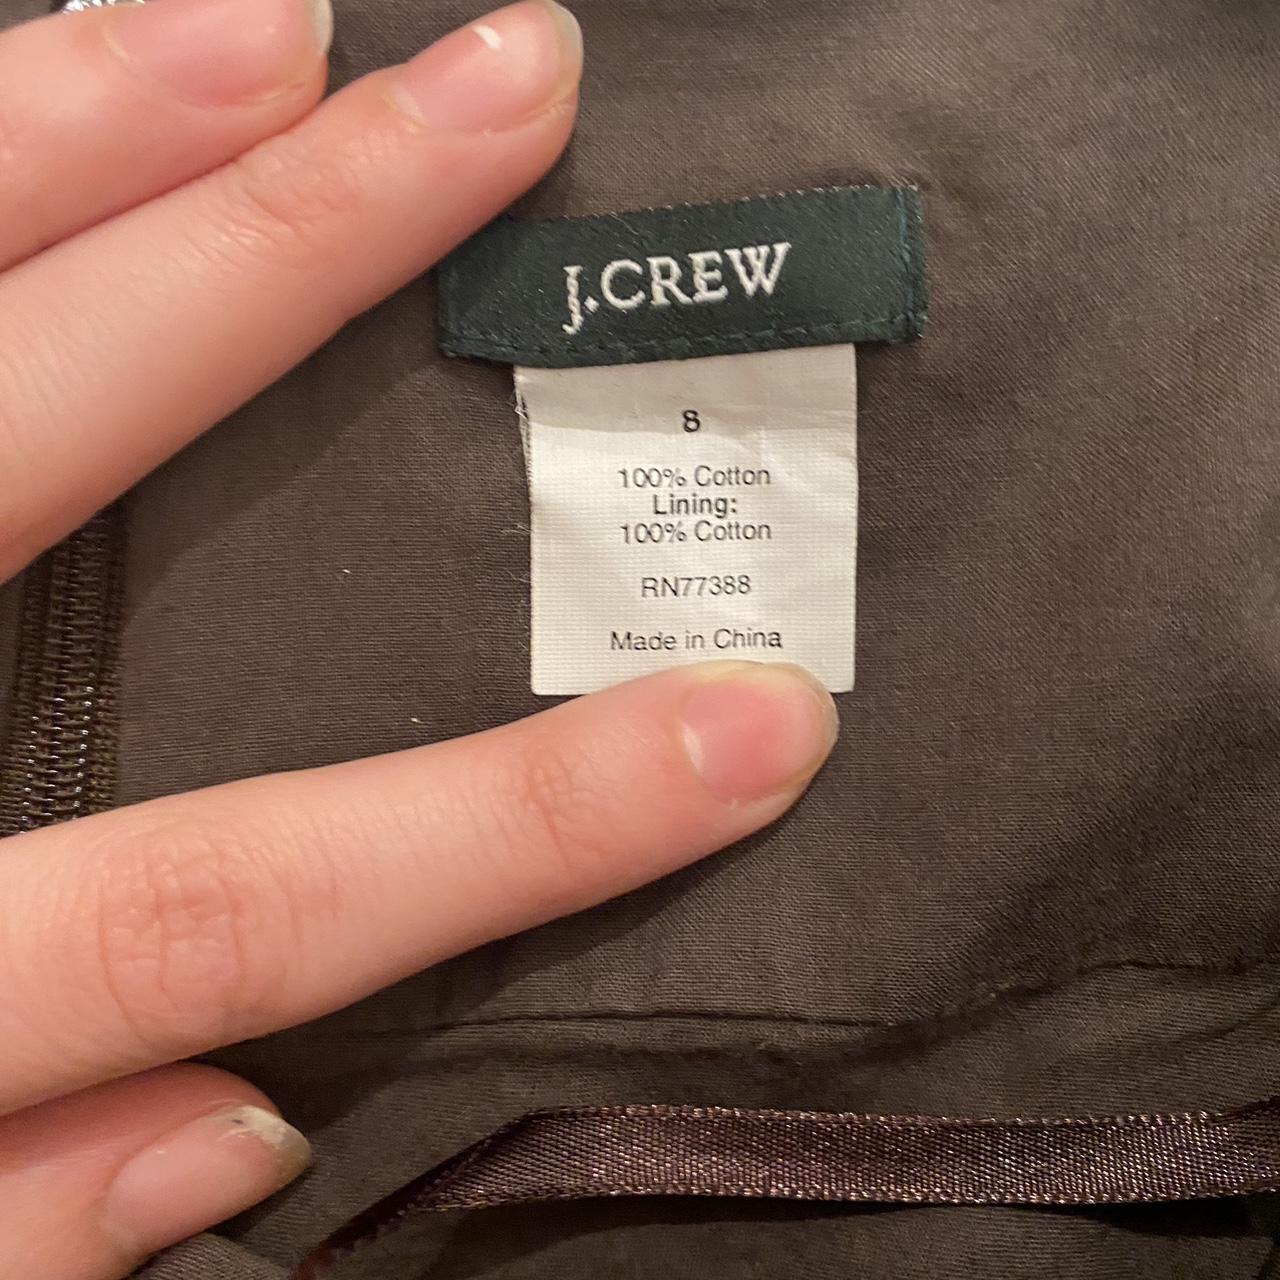 J.CREW
8
100% Cotton
Lining:
100% Cotton
RN77388
Made in China